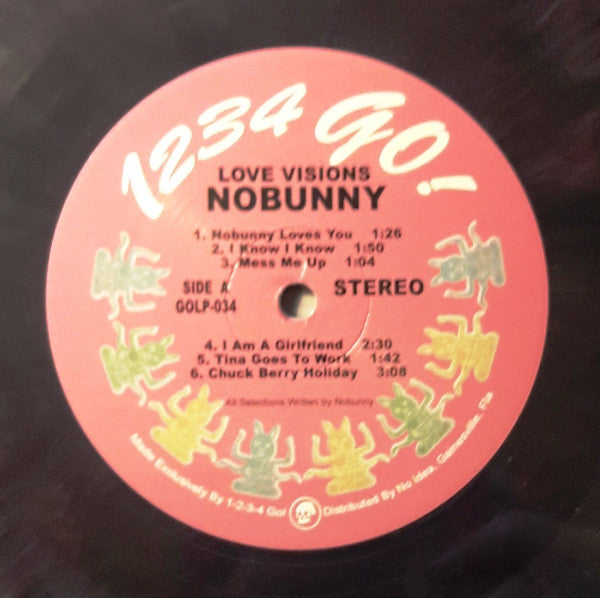 1234 GO!
LOVE VISIONS
NOBUNNY
1. Nobunny Loves You 1:26
2. I Know I Know 1:50
3. Mess Me Up 1:04
SIDE A
GOLP-034
STEREO
4. I Am A Girlfriend 2:30
5. Tina Goes To Work 1:42
6. Chuck Berry Holiday 3:08
All Selections Written by Nobunny
Made Exclusively By 1-2-3-4 Go!
Distributed By No Idea, Gainesville, Fla